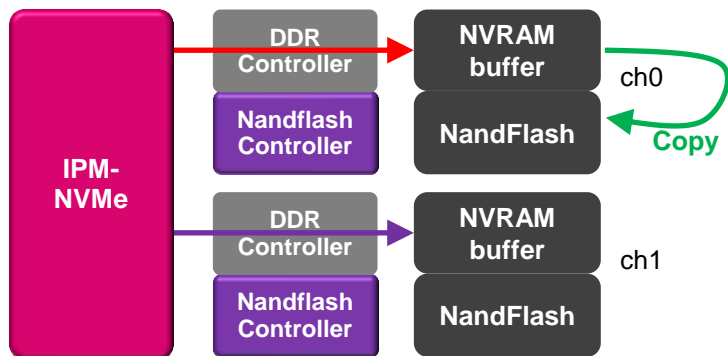 IPM-
NVMe
DDR
Controller
Nandflash
Controller
NVRAM
buffer
NandFlash
ch0
Copy
DDR
Controller
Nandflash
Controller
NVRAM
buffer
NandFlash
ch1